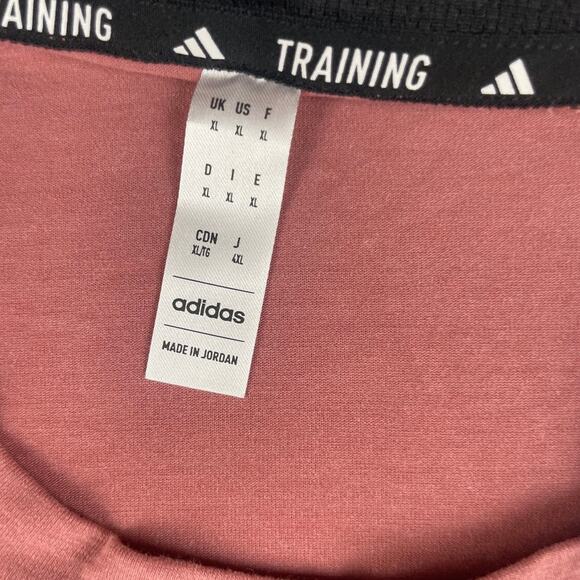 AINING TRAINING
UK US F
XL XL XL
D I E
XL XL XL
CDN J
XL/TG 4XL
adidas
MADE IN JORDAN